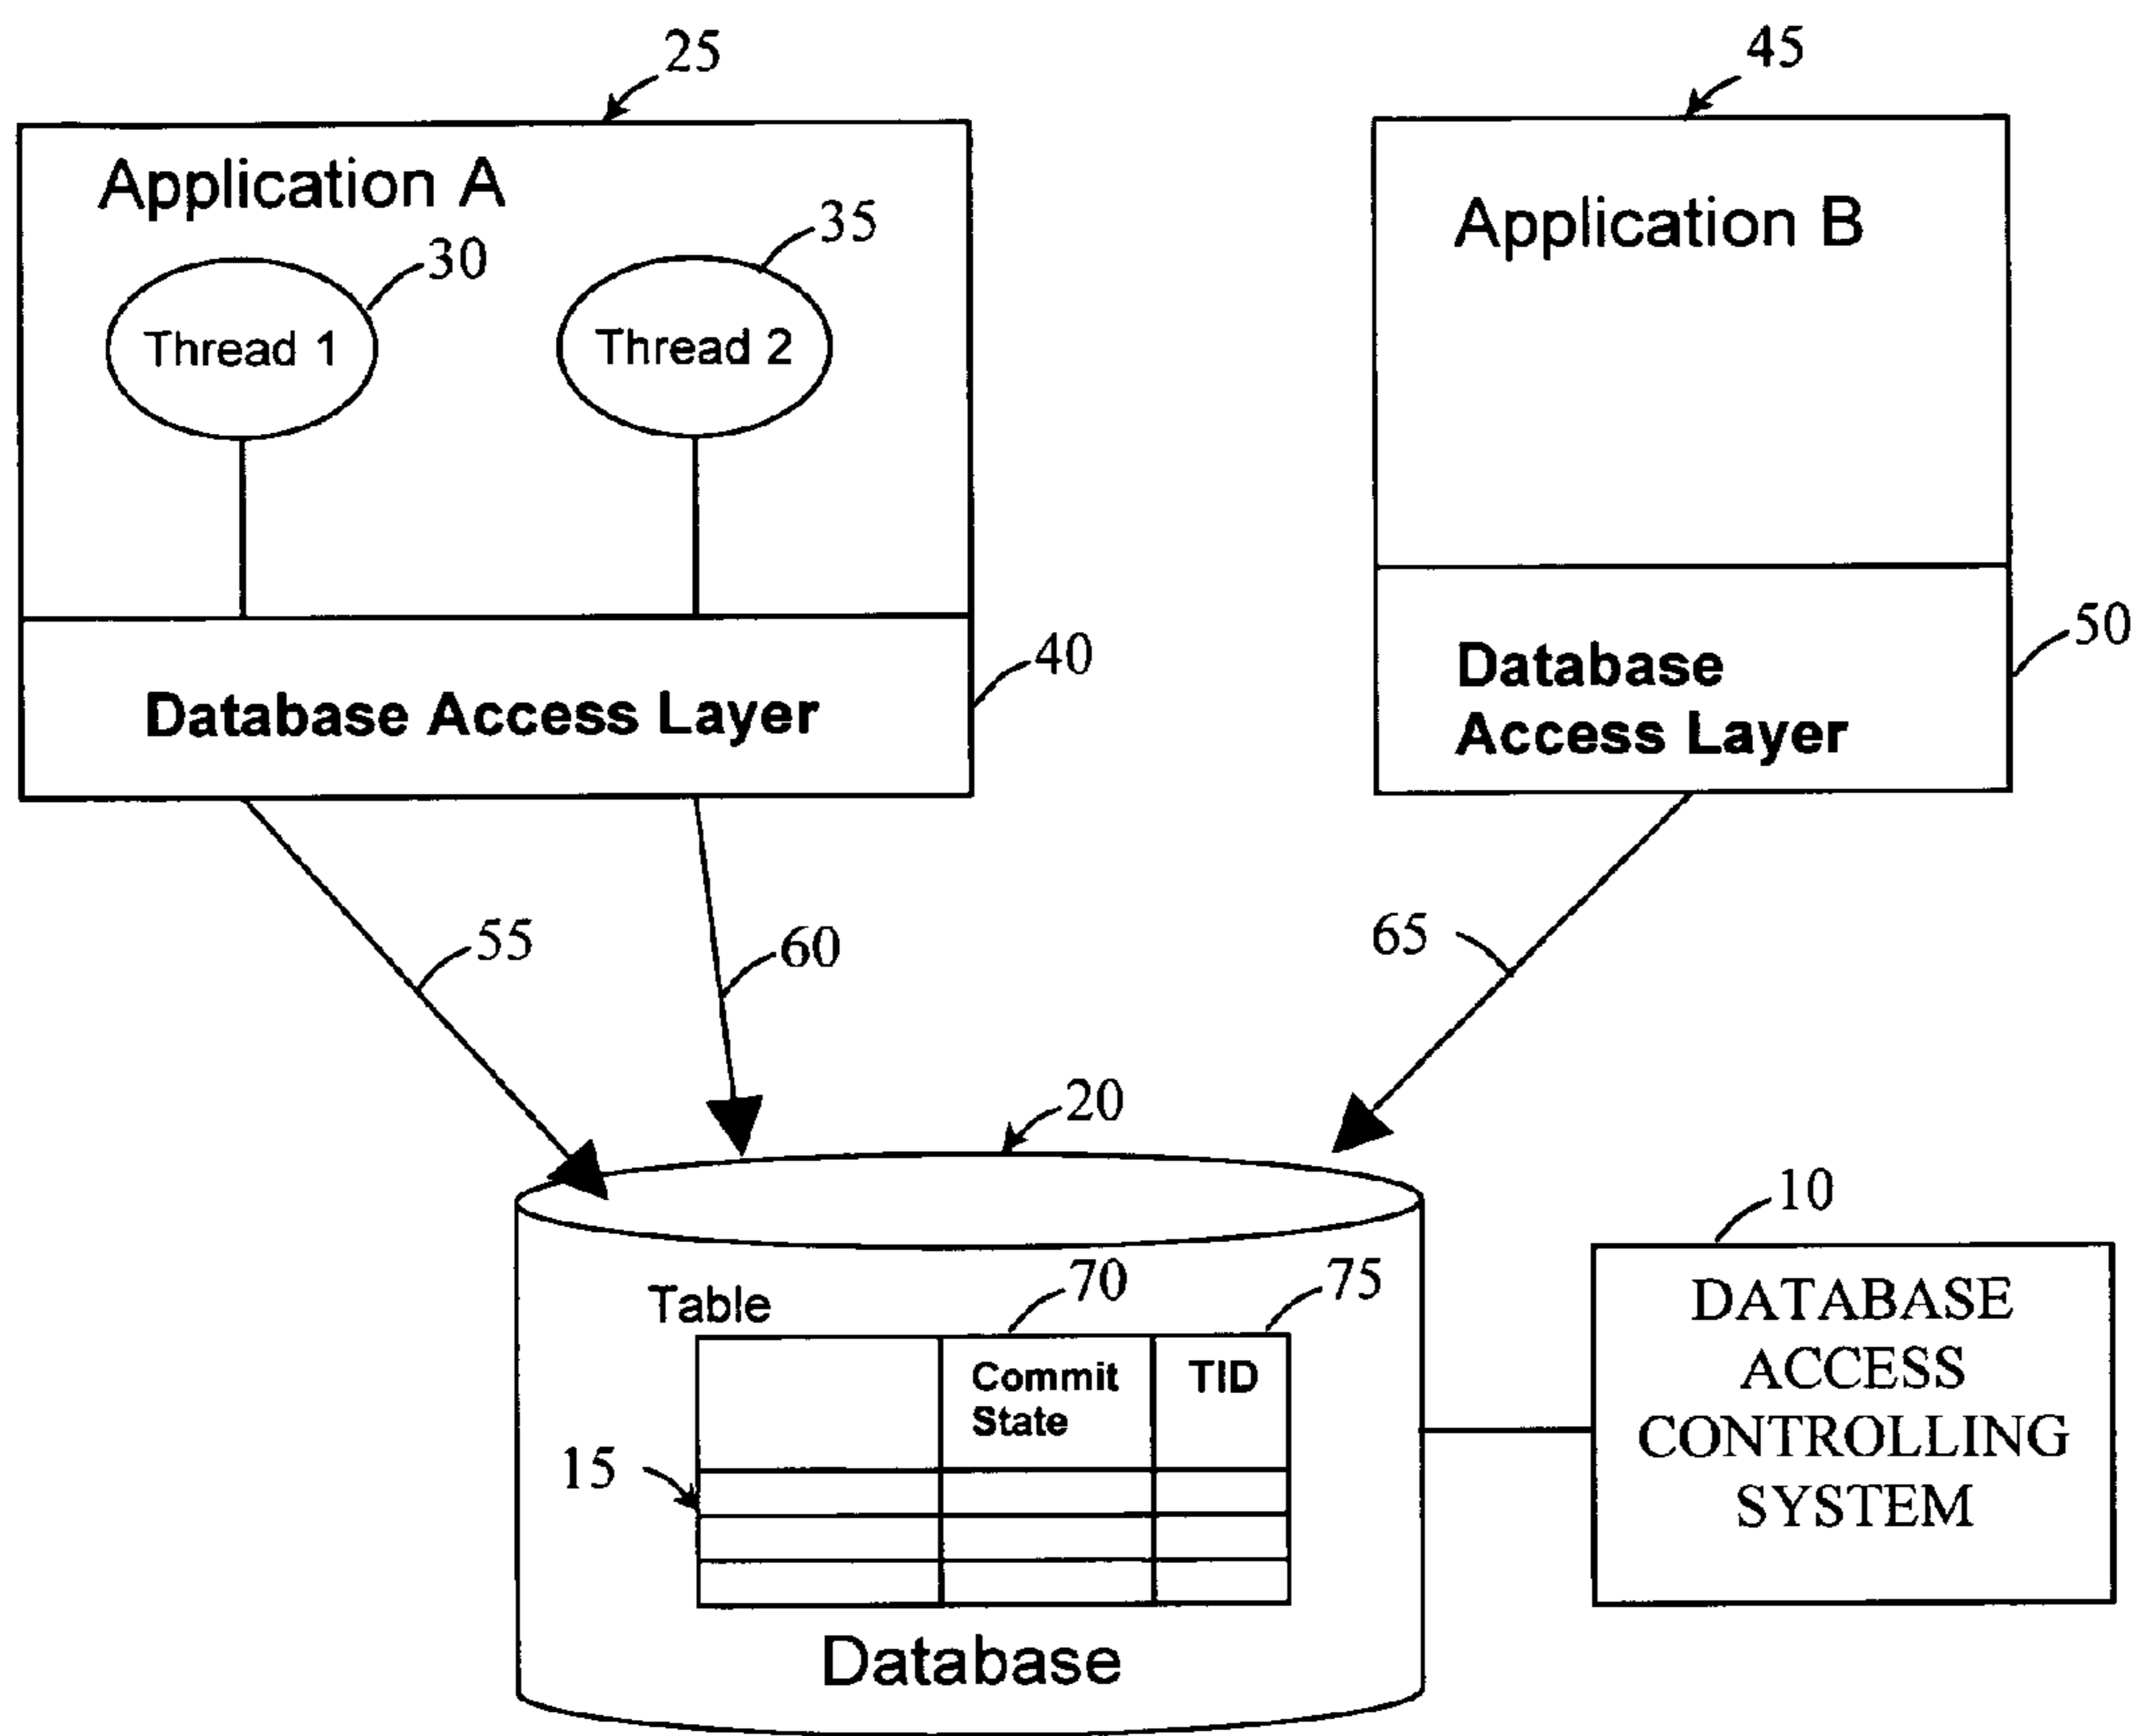 25
45
Application A
Application B
30
35
Thread 1
Thread 2
40
50
Database Access Layer
Database
Access Layer
55
60
65
20
10
Table
70
75
Commit
State
TID
15
DATABASE
ACCESS
CONTROLLING
SYSTEM
Database